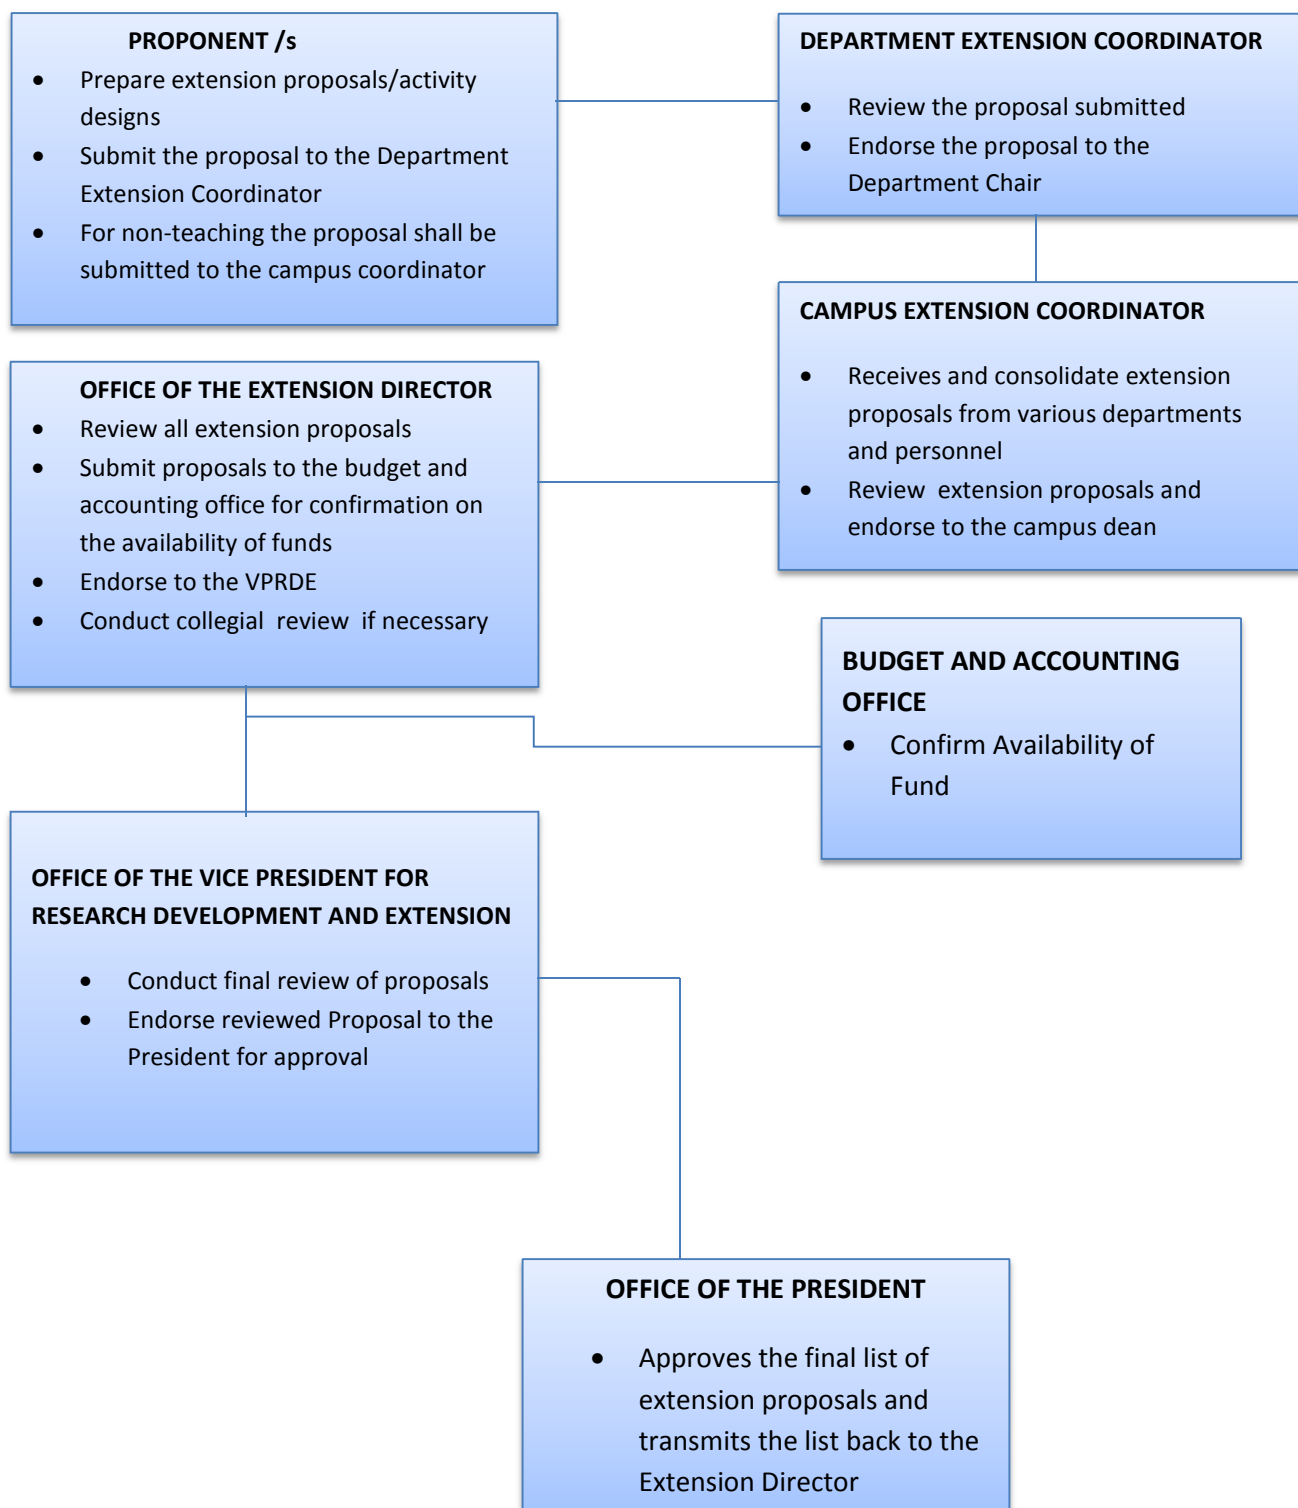 PROPONENT /s
• Prepare extension proposals/activity
designs
• Submit the proposal to the Department
Extension Coordinator
• For non-teaching the proposal shall be
submitted to the campus coordinator
DEPARTMENT EXTENSION COORDINATOR
• Review the proposal submitted
• Endorse the proposal to the
Department Chair
CAMPUS EXTENSION COORDINATOR
• Receives and consolidate extension
proposals from various departments
and personnel
• Review extension proposals and
endorse to the campus dean
OFFICE OF THE EXTENSION DIRECTOR
• Review all extension proposals
• Submit proposals to the budget and
accounting office for confirmation on
the availability of funds
• Endorse to the VPRDE
• Conduct collegial review if necessary
BUDGET AND ACCOUNTING
OFFICE
• Confirm Availability of
Fund
OFFICE OF THE VICE PRESIDENT FOR
RESEARCH DEVELOPMENT AND EXTENSION
• Conduct final review of proposals
• Endorse reviewed Proposal to the
President for approval
OFFICE OF THE PRESIDENT
• Approves the final list of
extension proposals and
transmits the list back to the
Extension Director